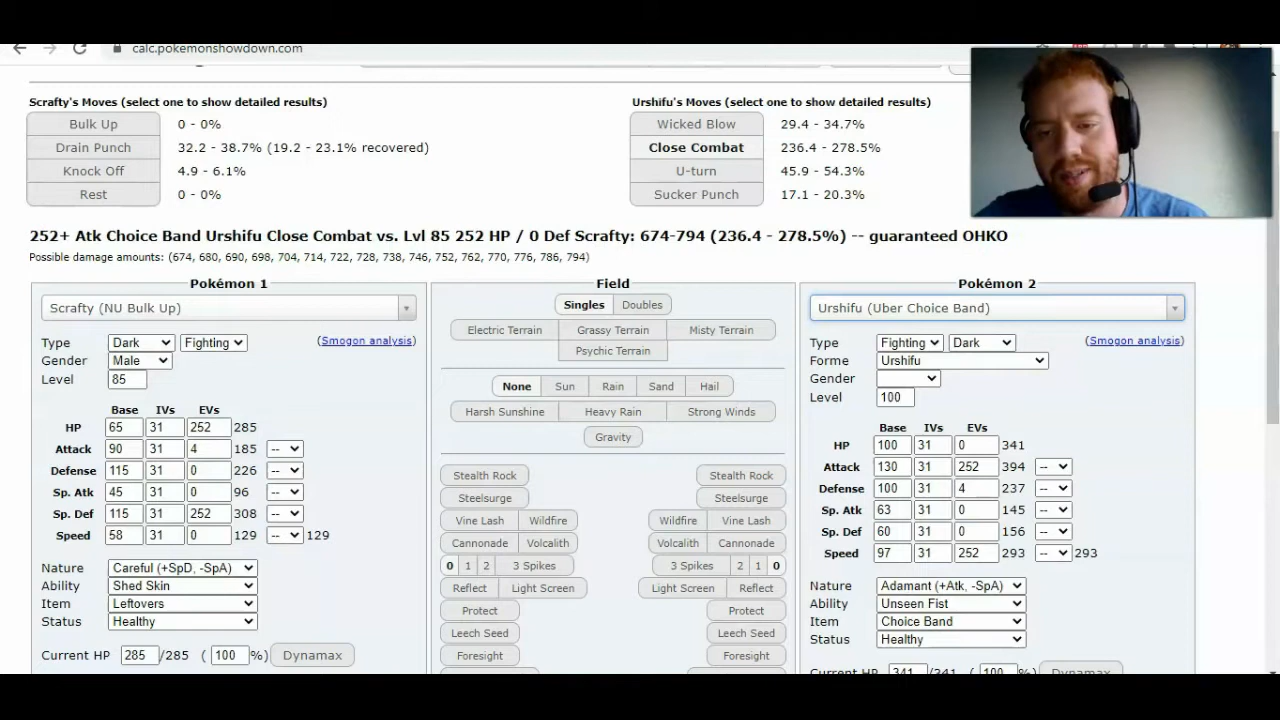 calc.pokemonshowdown.com
Scrafty's Moves (select one to show detailed results)
Bulk Up 0 - 0%
Drain Punch 32.2 - 38.7% (19.2 - 23.1% recovered)
Knock Off 4.9 - 6.1%
Rest 0 - 0%
Urshifu's Moves (select one to show detailed results)
Wicked Blow 29.4 - 34.7%
Close Combat 236.4 - 278.5%
U-turn 45.9 - 54.3%
Sucker Punch 17.1 - 20.3%
252+ Atk Choice Band Urshifu Close Combat vs. Lvl 85 252 HP / 0 Def Scrafty: 674-794 (236.4 - 278.5%) -- guaranteed OHKO
Possible damage amounts: (674, 680, 690, 698, 704, 714, 722, 728, 738, 746, 752, 762, 770, 776, 786, 794)
Pokémon 1
Scrafty (NU Bulk Up)
Type Dark Fighting (Smogon analysis)
Gender Male
Level 85
Base IVs EVs
HP 65 31 252 285
Attack 90 31 4 185 --
Defense 115 31 0 226 --
Sp. Atk 45 31 0 96 --
Sp. Def 115 31 252 308 --
Speed 58 31 0 129 -- 129
Nature Careful (+SpD, -SpA)
Ability Shed Skin
Item Leftovers
Status Healthy
Current HP 285 /285 ( 100 %) Dynamax
Field
Singles Doubles
Electric Terrain Grassy Terrain Misty Terrain
Psychic Terrain
None Sun Rain Sand Hail
Harsh Sunshine Heavy Rain Strong Winds
Gravity
Stealth Rock Stealth Rock
Steelsurge Steelsurge
Vine Lash Wildfire Wildfire Vine Lash
Cannonade Volcalith Volcalith Cannonade
0 1 2 3 Spikes 3 Spikes 2 1 0
Reflect Light Screen Light Screen Reflect
Protect Protect
Leech Seed Leech Seed
Foresight Foresight
Pokémon 2
Urshifu (Uber Choice Band)
Type Fighting Dark (Smogon analysis)
Forme Urshifu
Gender
Level 100
Base IVs EVs
HP 100 31 0 341
Attack 130 31 252 394 --
Defense 100 31 4 237 --
Sp. Atk 63 31 0 145 --
Sp. Def 60 31 0 156 --
Speed 97 31 252 293 -- 293
Nature Adamant (+Atk, -SpA)
Ability Unseen Fist
Item Choice Band
Status Healthy
Current HP 341 /341 ( 100 %) Dynamax